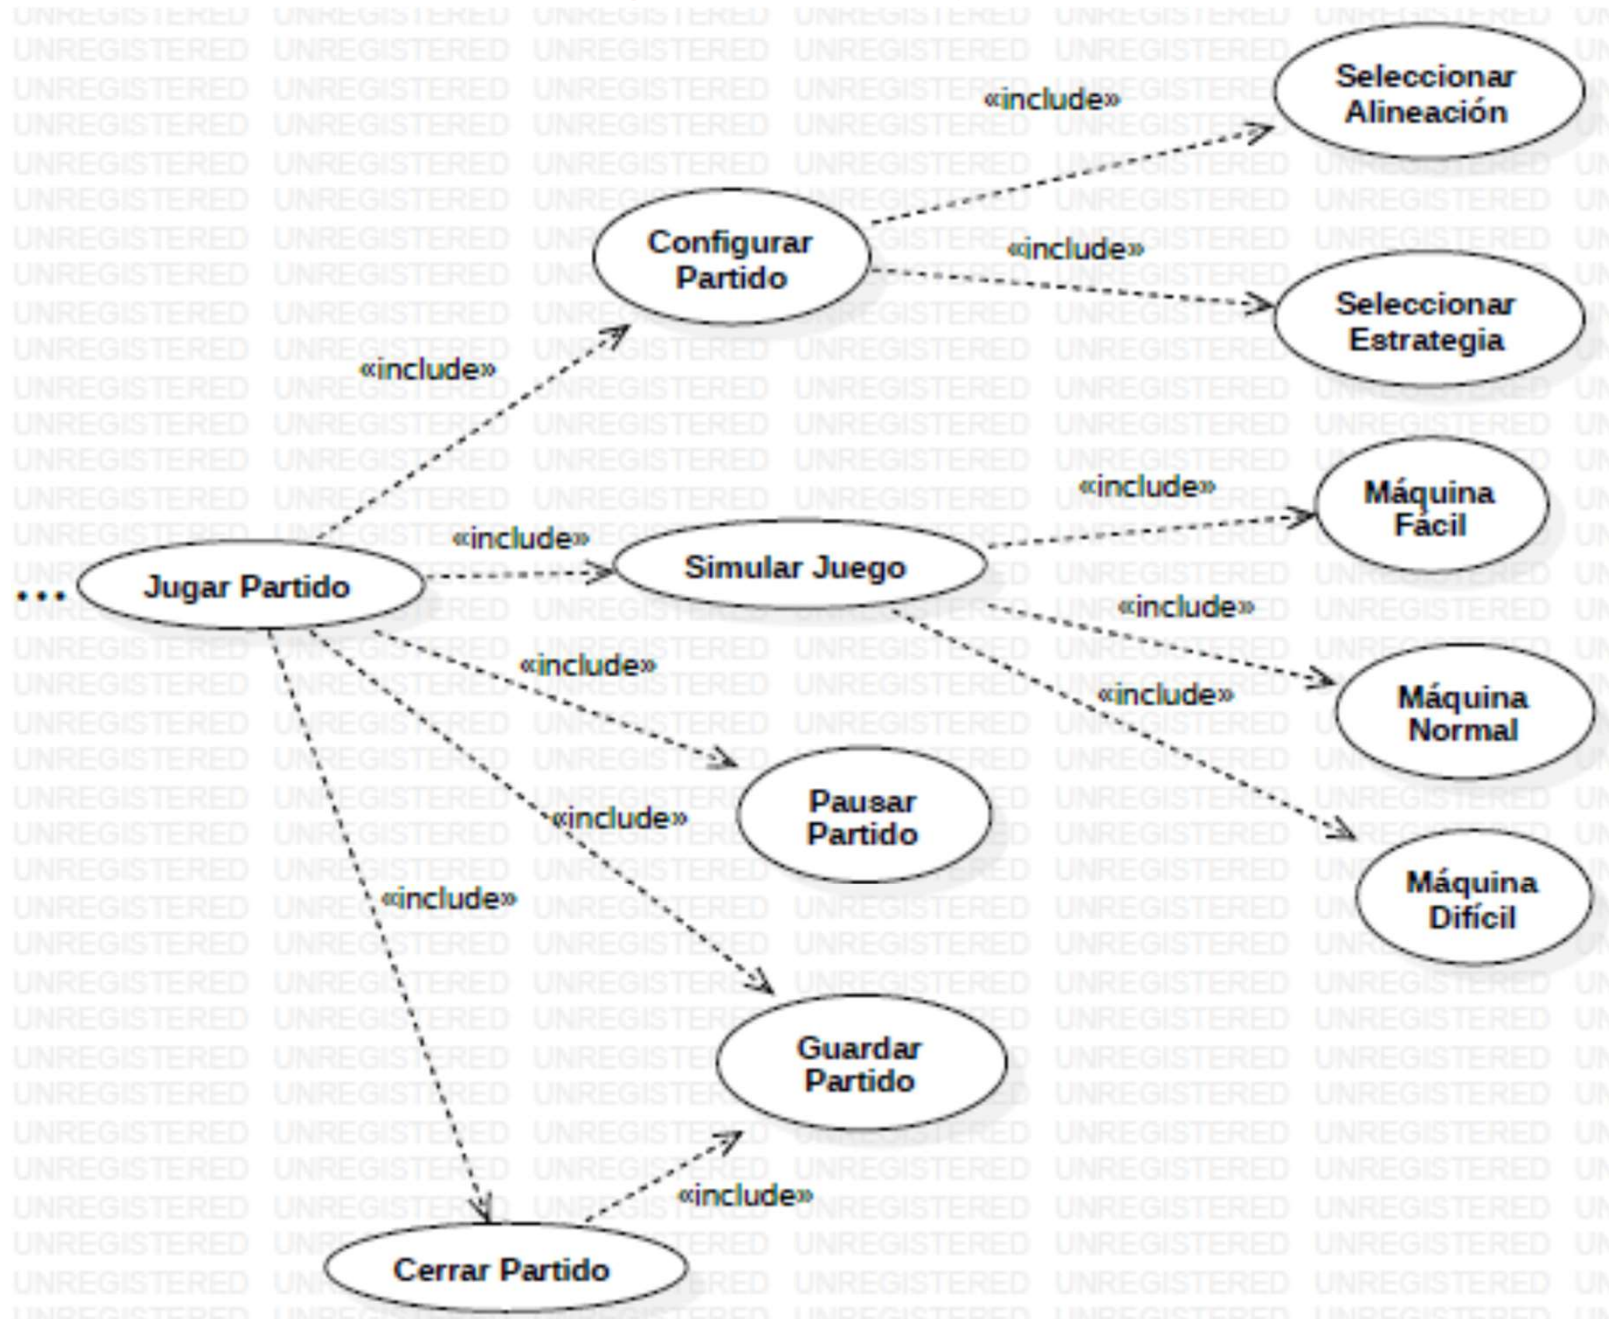 «include»
Seleccionar
Alineación
Configurar
Partido
«include»
Seleccionar
Estrategia
«include»
«include»
Máquina
Fácil
«include»
Simular Juego
... Jugar Partido
«include»
«include»
«include»
Máquina
Normal
Pausar
Partido
«include»
«include»
Máquina
Difícil
Guardar
Partido
«include»
Cerrar Partido
UNREGISTERED